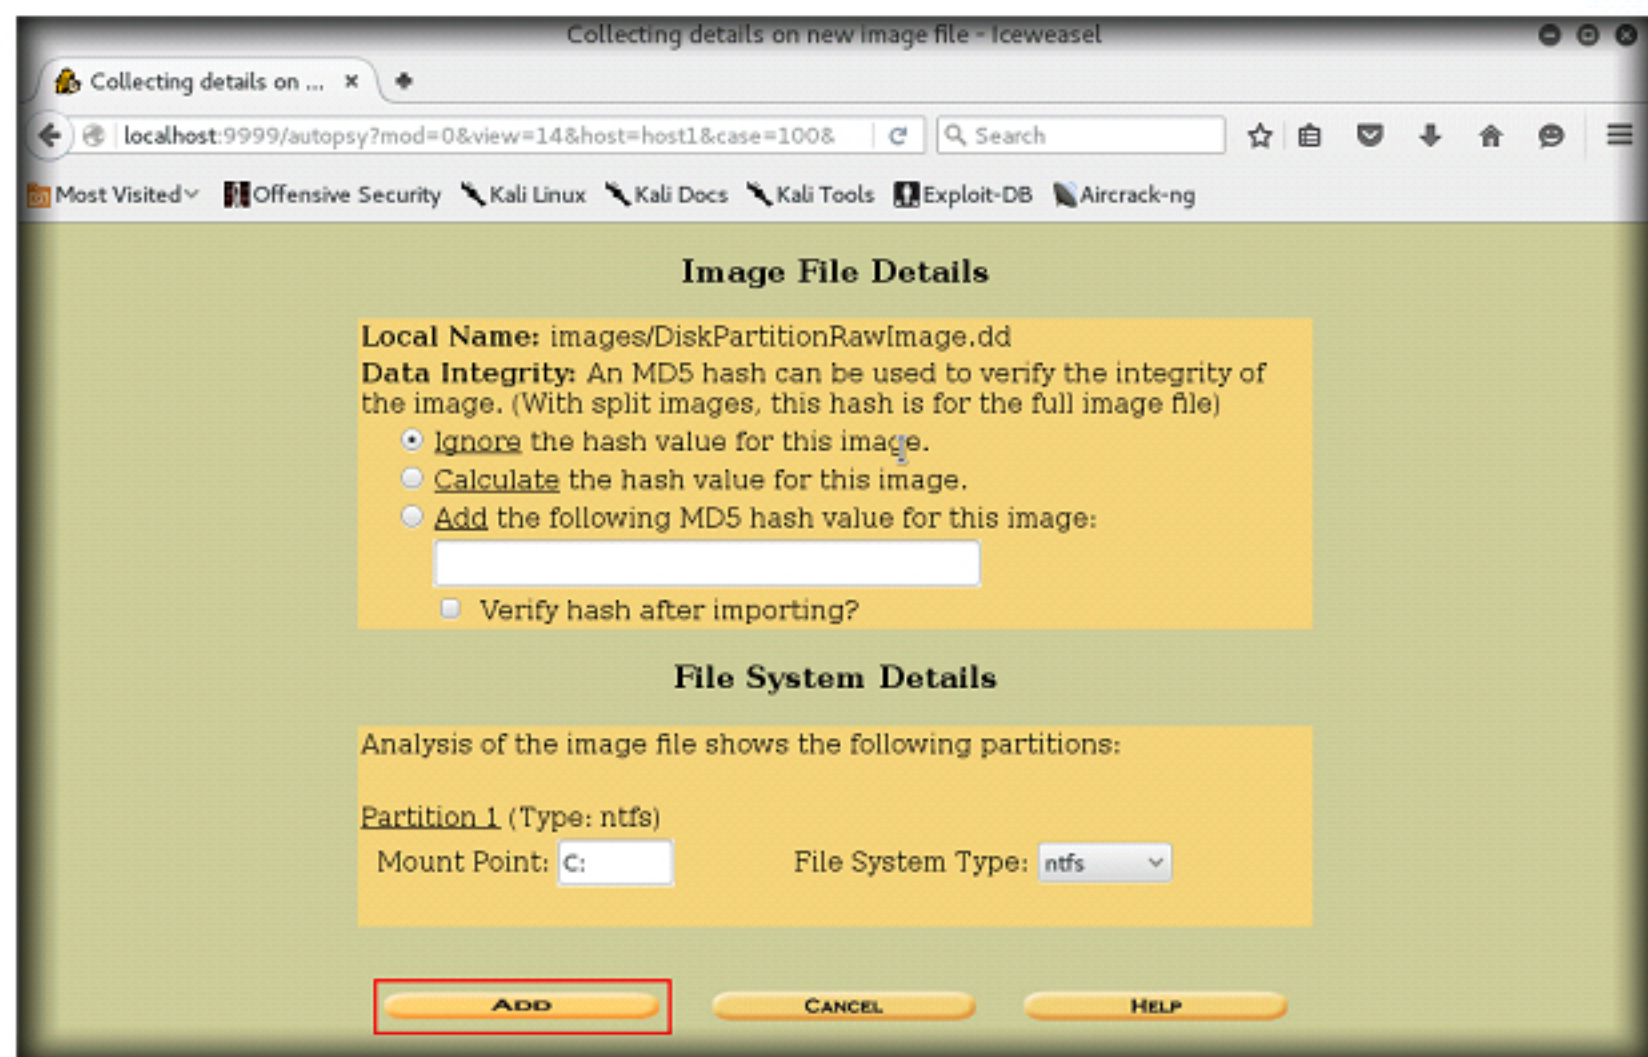 Collecting details on new image file - Iceweasel
Collecting details on ...
localhost:9999/autopsy?mod=0&view=14&host=host1&case=100&
Search
Most Visited Offensive Security Kali Linux Kali Docs Kali Tools Exploit-DB Aircrack-ng
Image File Details
Local Name: images/DiskPartitionRawImage.dd
Data Integrity: An MD5 hash can be used to verify the integrity of
the image. (With split images, this hash is for the full image file)
Ignore the hash value for this image.
Calculate the hash value for this image.
Add the following MD5 hash value for this image:
Verify hash after importing?
File System Details
Analysis of the image file shows the following partitions:
Partition 1 (Type: ntfs)
Mount Point: C: File System Type: ntfs
ADD CANCEL HELP